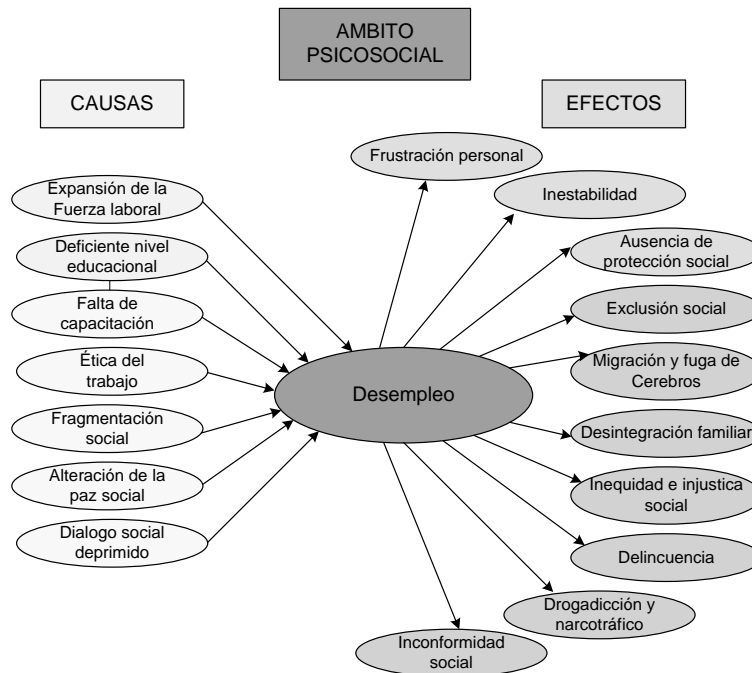 AMBITO
PSICOSOCIAL
CAUSAS
EFECTOS
Expansión de la
Fuerza laboral
Deficiente nivel
educacional
Falta de
capacitación
Ética del
trabajo
Fragmentación
social
Alteración de la
paz social
Dialogo social
deprimido
Desempleo
Frustración personal
Inestabilidad
Ausencia de
protección social
Exclusión social
Migración y fuga de
Cerebros
Desintegración familiar
Inequidad e injustica
social
Delincuencia
Drogadicción y
narcotráfico
Inconformidad
social